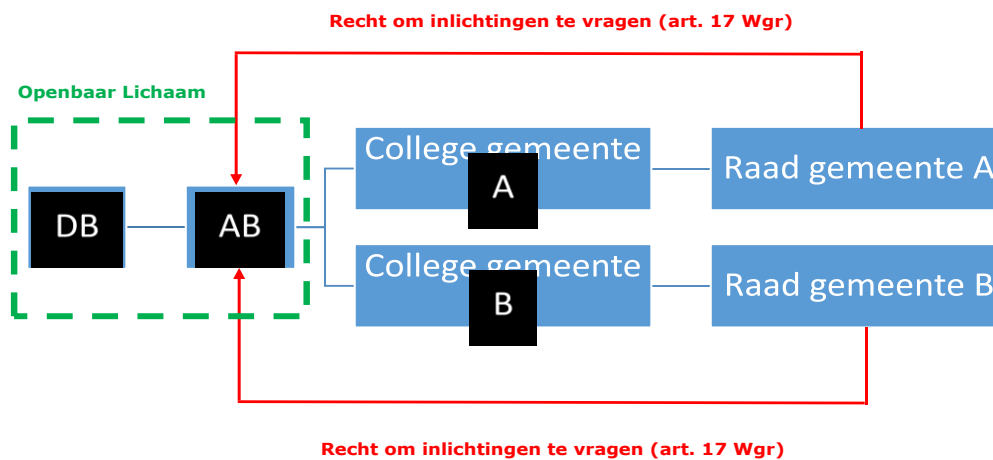 Recht om inlichtingen te vragen (art. 17 Wgr)
Openbaar Lichaam
College gemeente
A
Raad gemeente A
DB
AB
College gemeente
B
Raad gemeente B
Recht om inlichtingen te vragen (art. 17 Wgr)